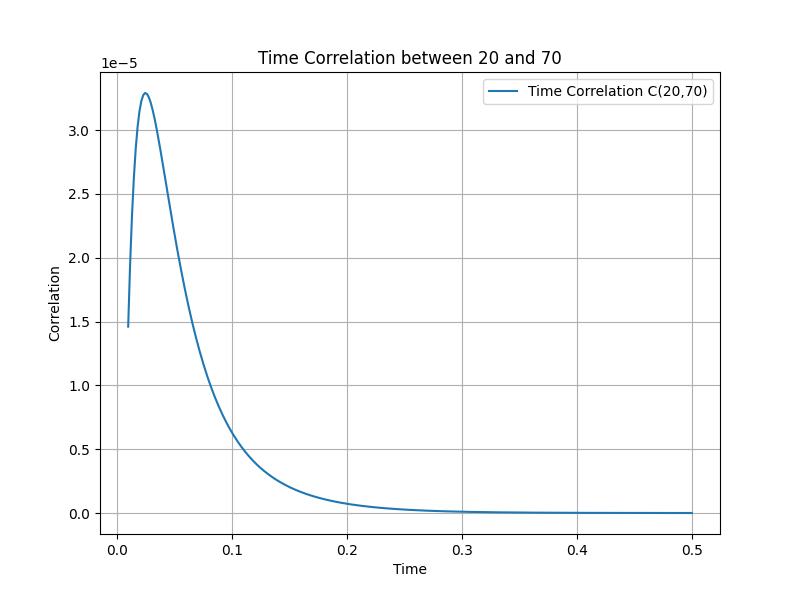 Time Correlation between 20 and 70
1e−5
Time Correlation C(20,70)
3.0
2.5
2.0
1.5
1.0
0.5
0.0
Correlation
0.0 0.1 0.2 0.3 0.4 0.5
Time